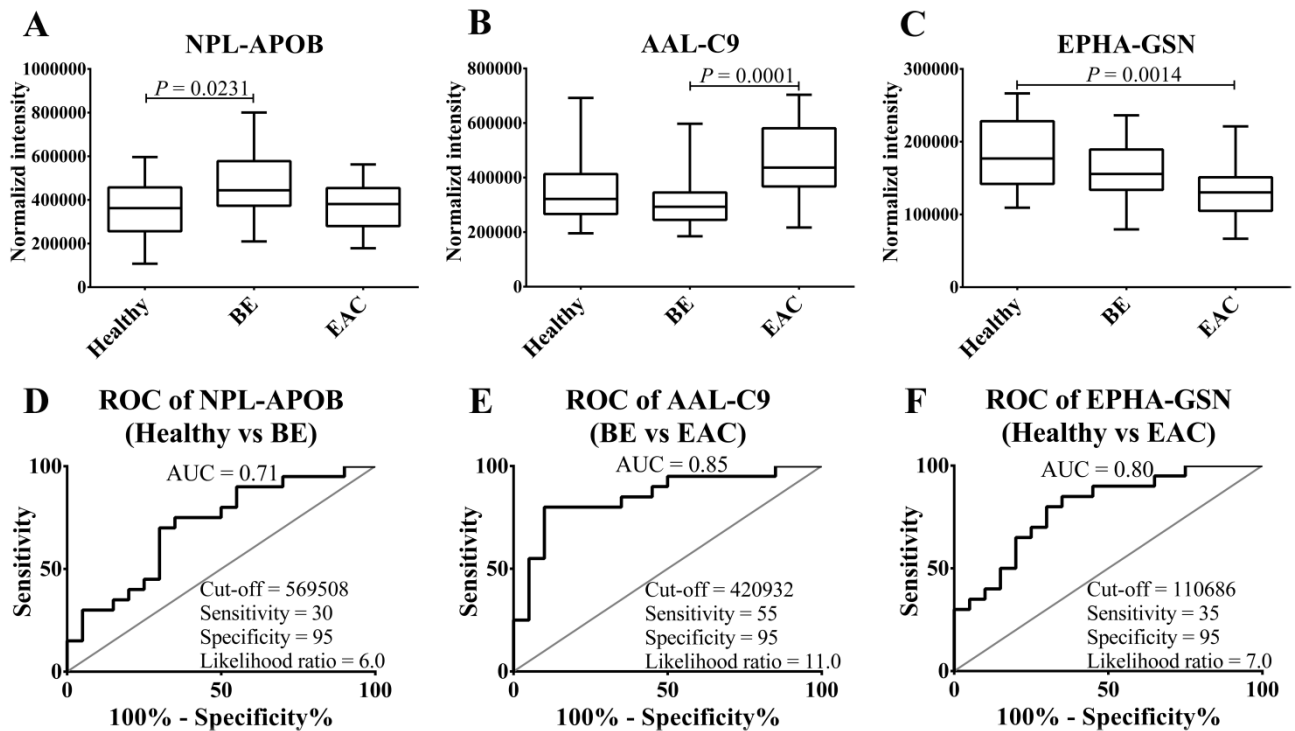 A
NPL-APOB
Normalizd intensity
1000000
800000
600000
400000
200000
0
P = 0.0231
Healthy
BE
EAC
B
AAL-C9
Normalizd intensity
800000
600000
400000
200000
0
P = 0.0001
Healthy
BE
EAC
C
EPHA-GSN
Normalizd intensity
300000
200000
100000
0
P = 0.0014
Healthy
BE
EAC
D
ROC of NPL-APOB
(Healthy vs BE)
Sensitivity
100
50
0
AUC = 0.71
Cut-off = 569508
Sensitivity = 30
Specificity = 95
Likelihood ratio = 6.0
0
50
100
100% - Specificity%
E
ROC of AAL-C9
(BE vs EAC)
Sensitivity
100
50
0
AUC = 0.85
Cut-off = 420932
Sensitivity = 55
Specificity = 95
Likelihood ratio = 11.0
0
50
100
100% - Specificity%
F
ROC of EPHA-GSN
(Healthy vs EAC)
Sensitivity
100
50
0
AUC = 0.80
Cut-off = 110686
Sensitivity = 35
Specificity = 95
Likelihood ratio = 7.0
0
50
100
100% - Specificity%